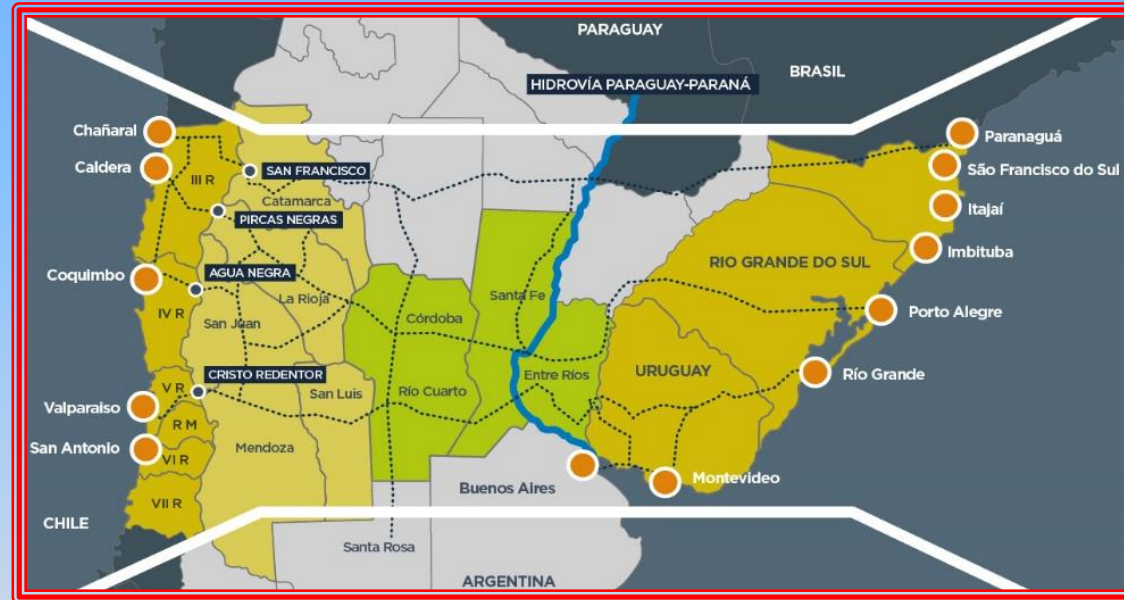 PARAGUAY
BRASIL
HIDROVÍA PARAGUAY-PARANÁ
Chañaral
Paranaguá
Caldera
SAN FRANCISCO
São Francisco do Sul
III R
Catamarca
Itajaí
PIRCAS NEGRAS
Imbituba
RIO GRANDE DO SUL
Coquimbo
AGUA NEGRA
La Rioja
Santa Fe
Porto Alegre
IV R
San Juan
Córdoba
CRISTO REDENTOR
Entre Ríos
URUGUAY
Río Grande
V R
San Luis
Río Cuarto
Valparaiso
R M
San Antonio
Mendoza
VI R
Buenos Aires
Montevideo
VII R
CHILE
Santa Rosa
ARGENTINA